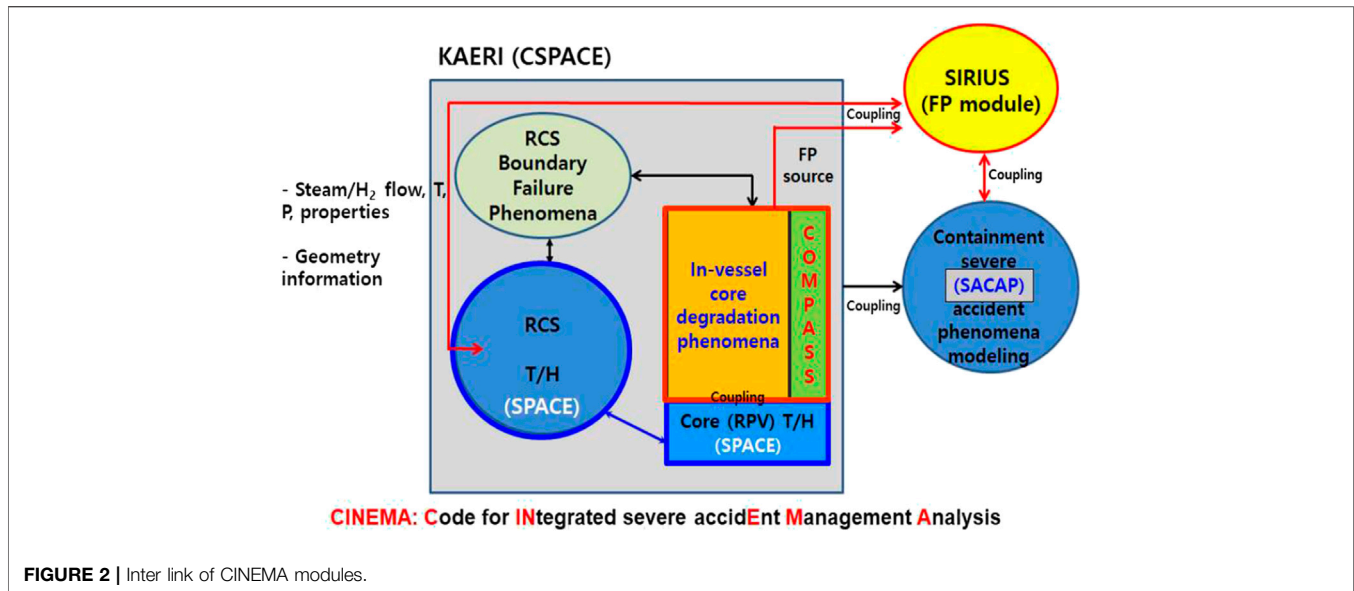 KAERI (CSPACE)
SIRIUS
(FP module)
Coupling
FP
source
Coupling
RCS
Boundary
Failure
Phenomena
- Steam/H₂ flow, T,
P, properties
- Geometry
information
In-vessel
core
degradation
phenomena
COMPASS
Containment
severe
(SACAP)
accident
phenomena
modeling
Coupling
RCS
T/H
(SPACE)
Coupling
Core (RPV) T/H
(SPACE)
CINEMA: Code for INtegrated severe accidEnt Management Analysis
FIGURE 2 | Inter link of CINEMA modules.